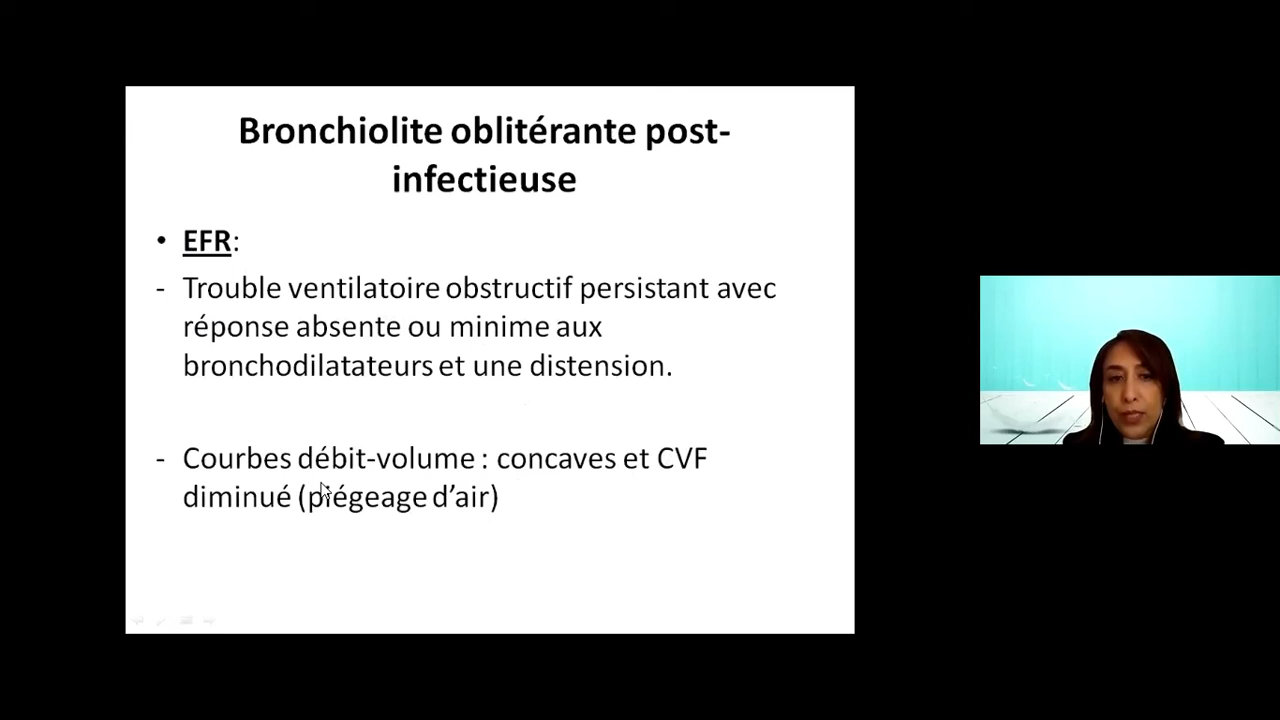 Bronchiolite oblitérante post-
infectieuse
• EFR:
- Trouble ventilatoire obstructif persistant avec
réponse absente ou minime aux
bronchodilatateurs et une distension.
- Courbes débit-volume : concaves et CVF
diminué (piégeage d’air)